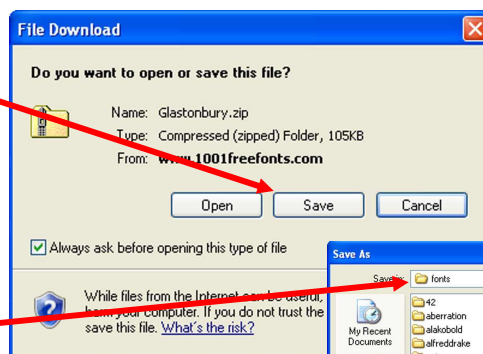 File Download
Do you want to open or save this file?
Name: Glastonbury.zip
Type: Compressed (zipped) Folder, 105KB
From: www.1001freefonts.com
Open Save Cancel
Always ask before opening this type of file
While files from the Internet can be useful,
harm your computer. If you do not trust the
save this file. What's the risk?
Save As
Save in: fonts
My Recent
Documents
42
aberration
alakobold
alfreddrake